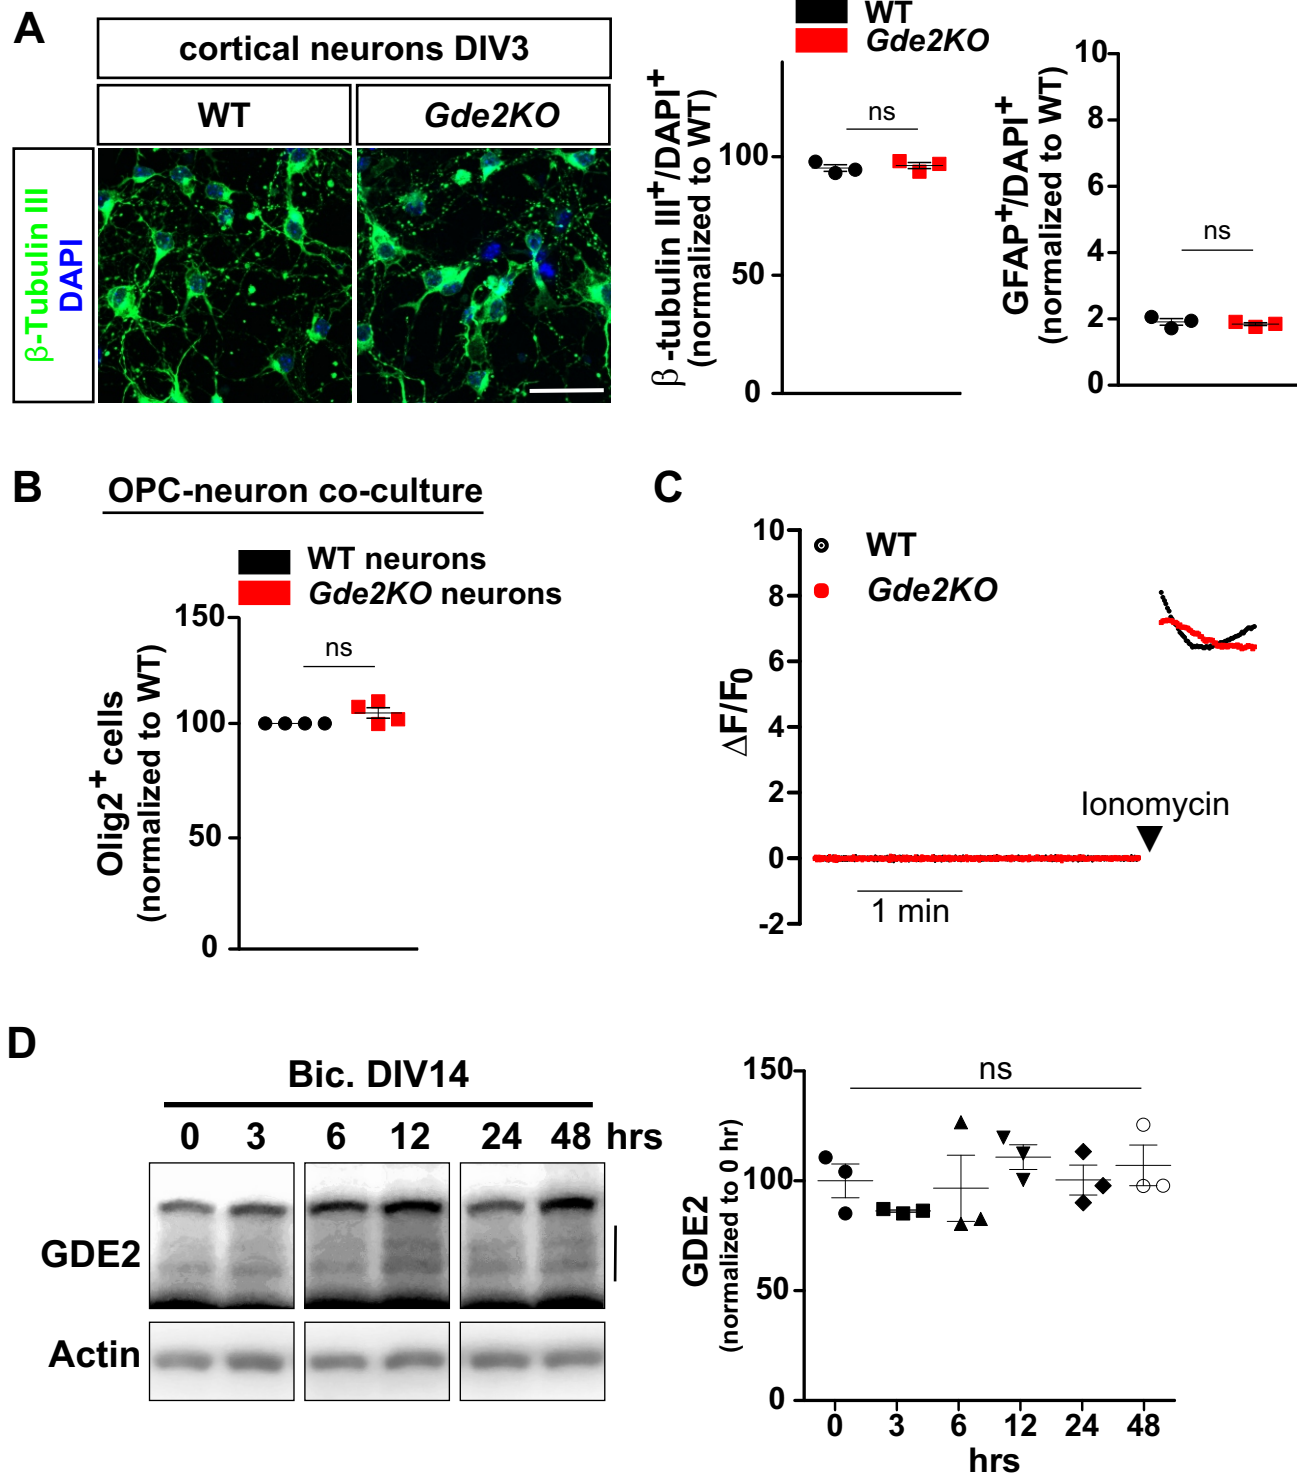 A
cortical neurons DIV3
WT
Gde2KO
β-Tubulin III
DAPI
WT
Gde2KO
β-tubulin III+/DAPI+
(normalized to WT)
100
50
0
ns
GFAP+/DAPI+
(normalized to WT)
10
8
6
4
2
0
ns
B
OPC-neuron co-culture
WT neurons
Gde2KO neurons
Olig2+ cells
(normalized to WT)
150
100
50
0
ns
C
ΔF/F0
10
8
6
4
2
0
-2
WT
Gde2KO
Ionomycin
1 min
D
Bic. DIV14
0 3 6 12 24 48 hrs
GDE2
Actin
GDE2
(normalized to 0 hr)
150
100
50
0
ns
0 3 6 12 24 48
hrs